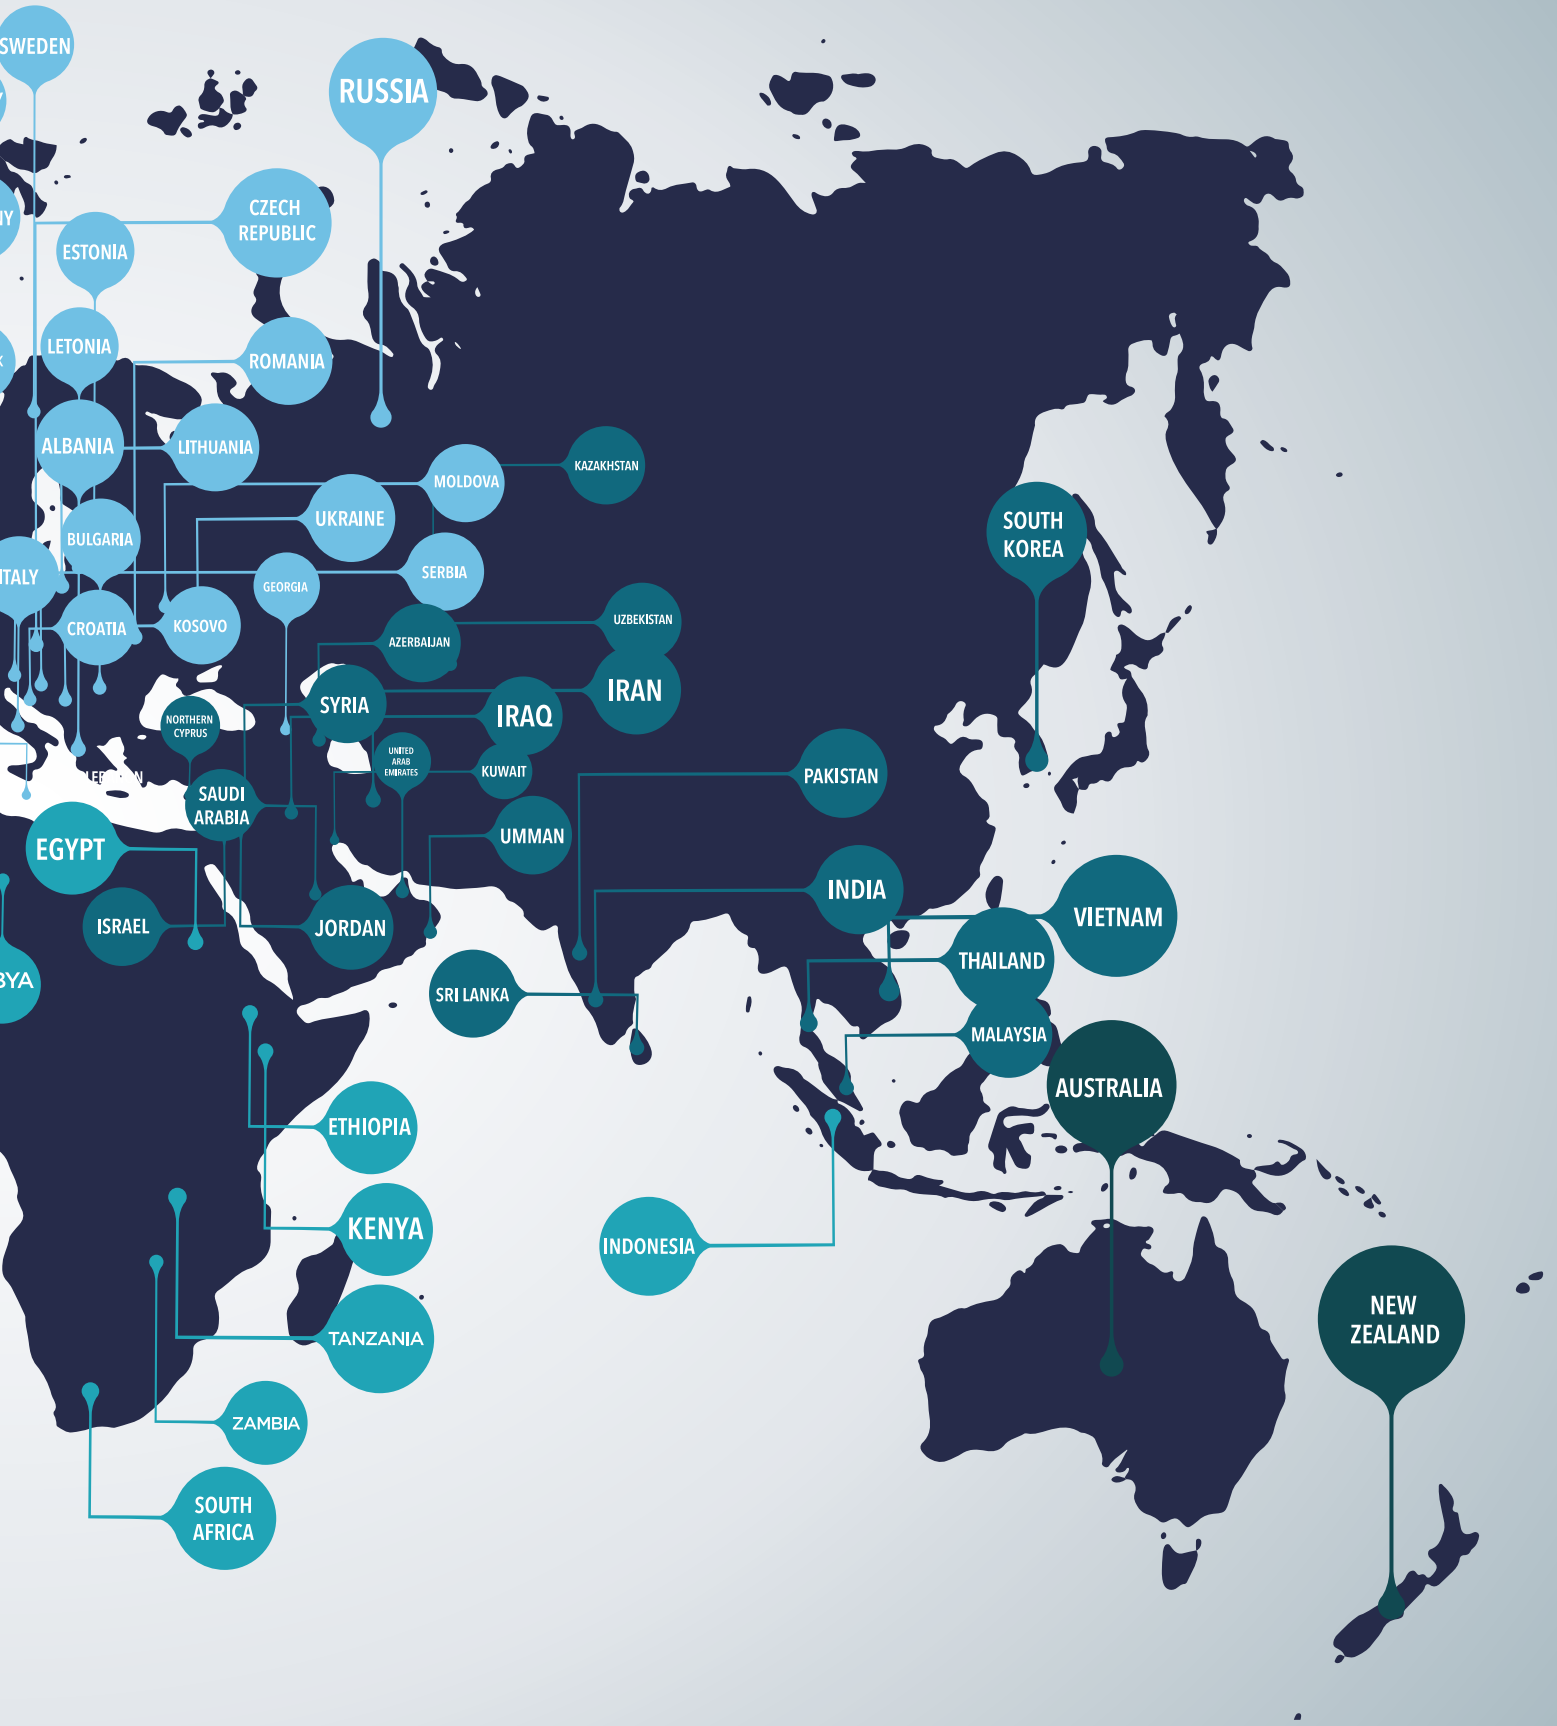 SWEDEN
RUSSIA
CZECH
REPUBLIC
ESTONIA
LETONIA
ROMANIA
ALBANIA
LITHUANIA
MOLDOVA
KAZAKHSTAN
UKRAINE
BULGARIA
SOUTH
KOREA
ITALY
SERBIA
GEORGIA
CROATIA
KOSOVO
UZBEKISTAN
AZERBAIJAN
IRAN
SYRIA
IRAQ
NORTHERN
CYPRUS
UNITED
ARAB
EMIRATES
KUWAIT
PAKISTAN
SAUDI
ARABIA
UMMAN
EGYPT
INDIA
VIETNAM
ISRAEL
JORDAN
THAILAND
BYA
SRI LANKA
MALAYSIA
AUSTRALIA
ETHIOPIA
KENYA
INDONESIA
NEW
ZEALAND
TANZANIA
ZAMBIA
SOUTH
AFRICA